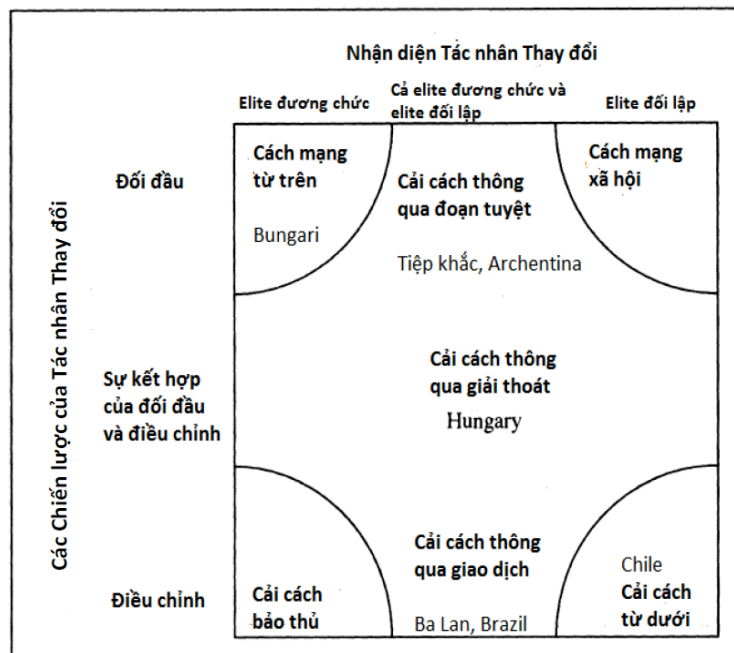 Nhận diện Tác nhân Thay đổi
Elite đương chức
Cả elite đương chức và
elite đối lập
Elite đối lập
Các Chiến lược của Tác nhân Thay đổi
Đối đầu
Cách mạng
từ trên
Bungari
Cải cách thông
qua đoạn tuyệt
Tiệp khắc, Archentina
Cách mạng
xã hội
Sự kết hợp
của đối đầu
và điều chỉnh
Cải cách thông
qua giải thoát
Hungary
Điều chỉnh
Cải cách
bảo thủ
Cải cách thông
qua giao dịch
Ba Lan, Brazil
Chile
Cải cách
từ dưới